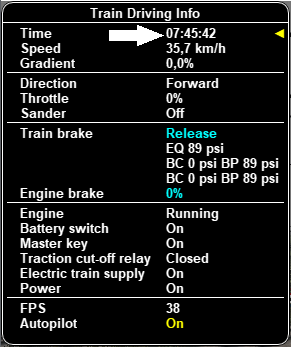 Train Driving Info
Time 07:45:42
Speed 35,7 km/h
Gradient 0,0%
Direction Forward
Throttle 0%
Sander Off
Train brake Release
EQ 89 psi
BC 0 psi BP 89 psi
BC 0 psi BP 89 psi
Engine brake 0%
Engine Running
Battery switch On
Master key On
Traction cut-off relay Closed
Electric train supply On
Power On
FPS 38
Autopilot On